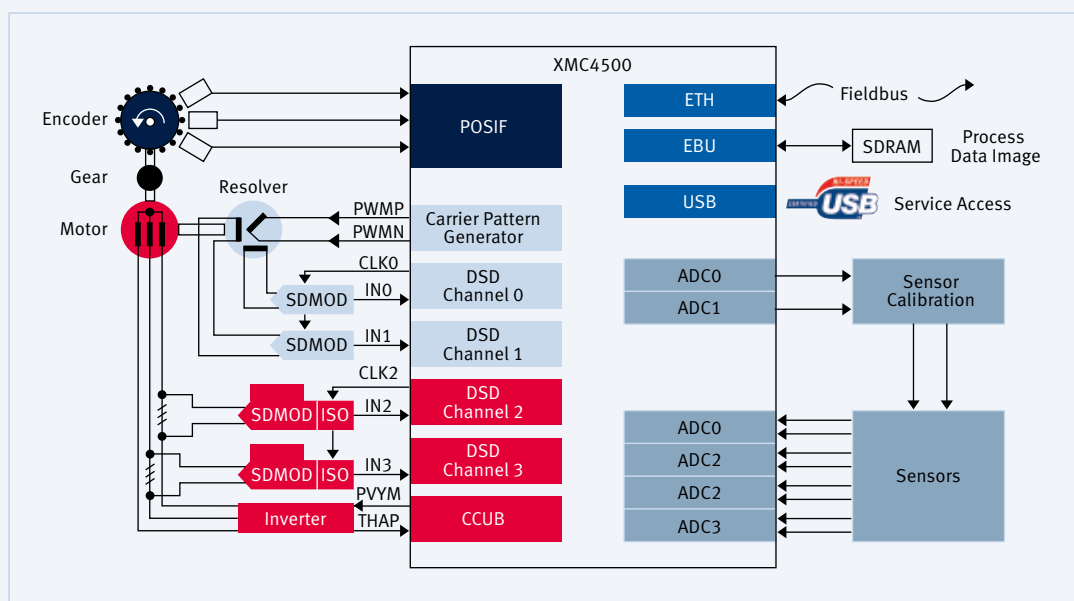 XMC4500
Encoder
Gear
Motor
Resolver
POSIF
PWMP
PWMN
Carrier Pattern
Generator
CLK0
SDMOD
IN0
DSD
Channel 0
SDMOD
IN1
DSD
Channel 1
CLK2
SDMOD
ISO
IN2
DSD
Channel 2
SDMOD
ISO
IN3
DSD
Channel 3
PVYM
Inverter
THAP
CCUB
ETH
Fieldbus
EBU
SDRAM
Process
Data Image
USB
HI-SPEED
CERTIFIED
USB
Service Access
ADC0
ADC1
Sensor
Calibration
ADC0
ADC2
ADC2
ADC3
Sensors